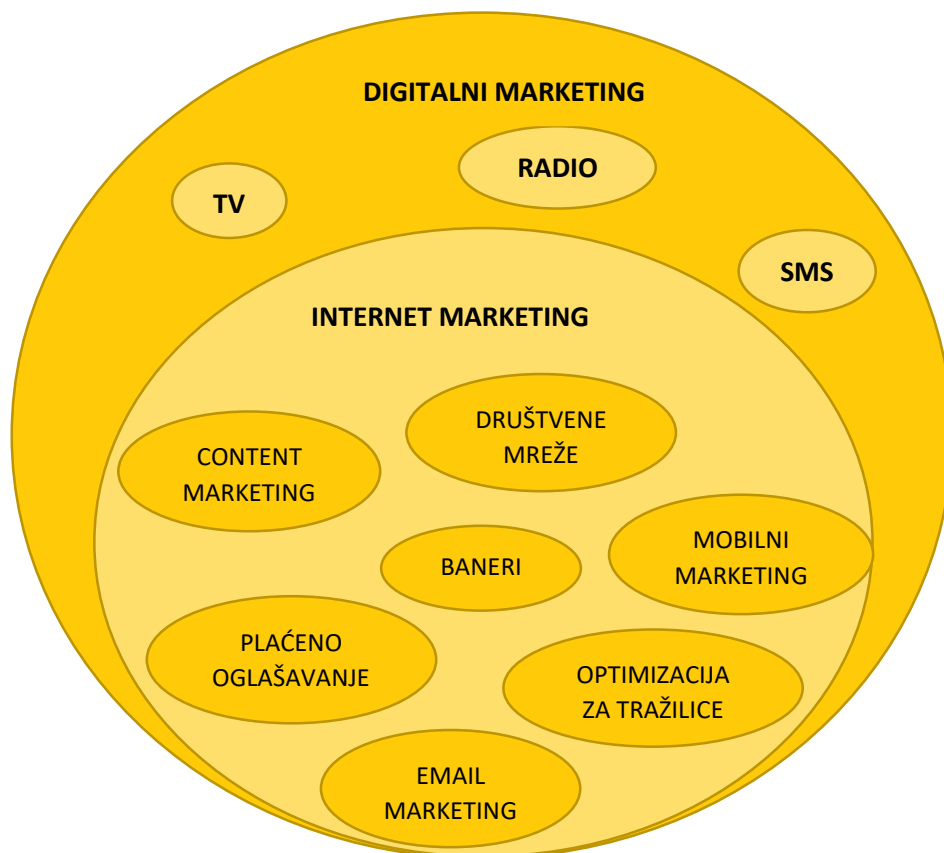 DIGITALNI MARKETING
RADIO
TV
SMS
INTERNET MARKETING
DRUŠTVENE
MREŽE
CONTENT
MARKETING
MOBILNI
MARKETING
BANERI
PLAĆENO
OGLAŠAVANJE
OPTIMIZACIJA
ZA TRAŽILICE
EMAIL
MARKETING